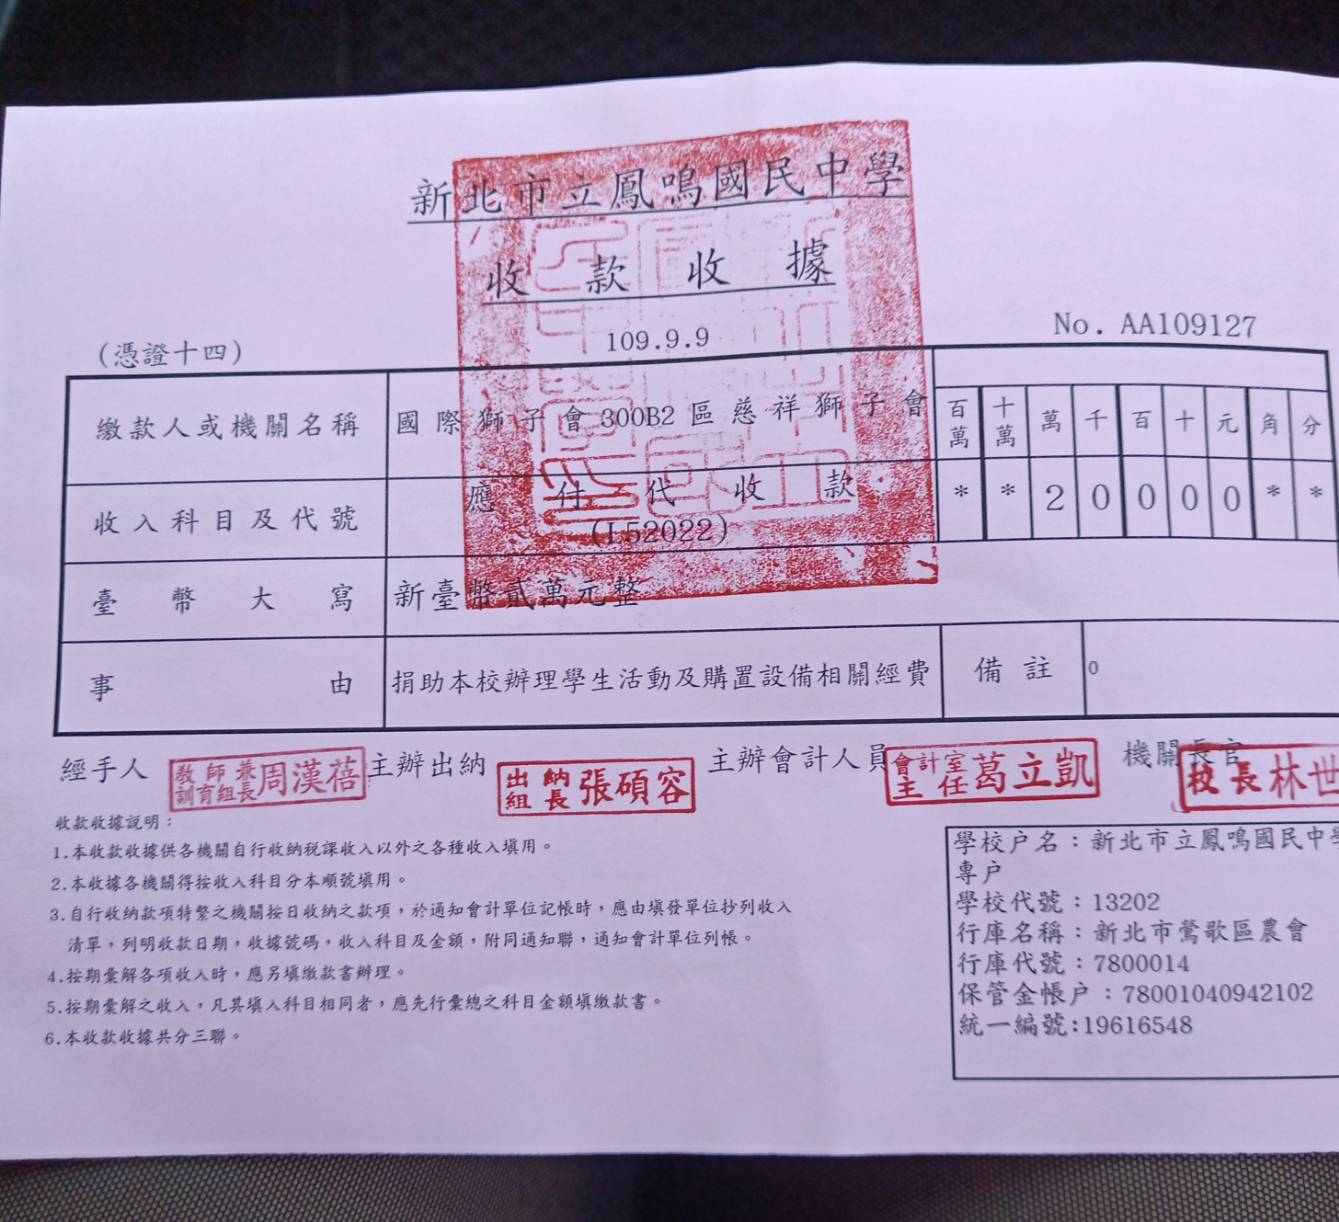 新北市立鳳鳴國民中學
收款收據
(憑證十四)
109.9.9
No. AA109127
繳款人或機關名稱
國際獅子會300B2區慈祥獅子會
百萬 十萬 萬 千 百 十 元 角 分
收入科目及代號
應付代收款
(L52022)
* * 2 0 0 0 0 * *
臺幣大寫
新臺幣貳萬元整
事由
捐助本校辦理學生活動及購置設備相關經費
備註
0
經手人
教師兼訓育組長周漢蓓
主辦出納
出納組長張碩容
主辦會計人員
會計室主任葛立凱
機關長官
校長林世
收款收據說明：
1.本收款收據供各機關自行收納稅課收入以外之各種收入填用。
2.本收據各機關得按收入科目分本順號填用。
3.自行收納款項特繁之機關按日收納之款項，於通知會計單位記帳時，應由填發單位抄列收入
清單，列明收款日期，收據號碼，收入科目及金額，附同通知聯，通知會計單位列帳。
4.按期彙解各項收入時，應另填繳款書辦理。
5.按期彙解之收入，凡其填入科目相同者，應先行彙總之科目金額填繳款書。
6.本收款收據共分三聯。
學校户名：新北市立鳳鳴國民中學
專户
學校代號：13202
行庫名稱：新北市鶯歌區農會
行庫代號：7800014
保管金帳户：78001040942102
統一編號:19616548